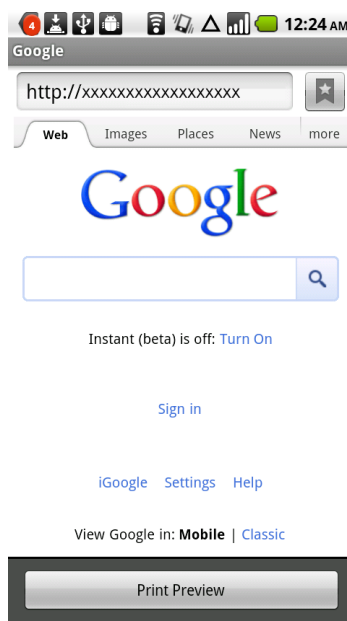 4 12:24 AM
Google
http://xxxxxxxxxxxxxxxxxx
Web Images Places News more
Google
Instant (beta) is off: Turn On
Sign in
iGoogle Settings Help
View Google in: Mobile | Classic
Print Preview